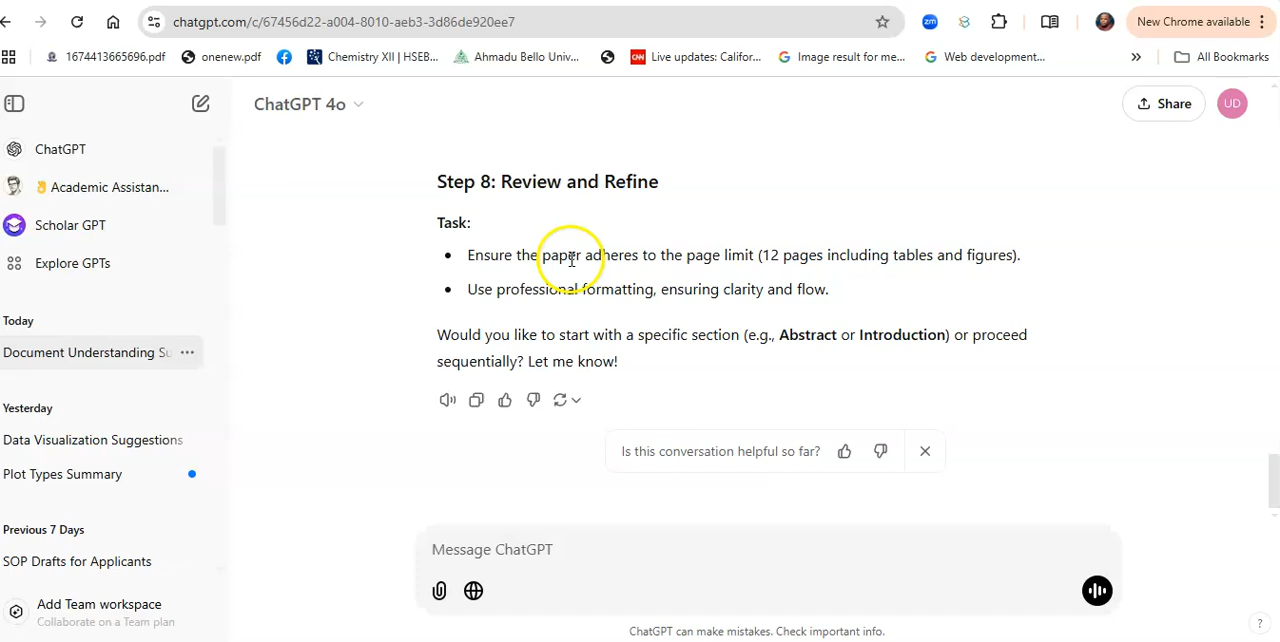 chatgpt.com/c/67456d22-a004-8010-aeb3-3d86de920ee7
zm
New Chrome available
1674413665696.pdf
onenew.pdf
Chemistry XII | HSEB...
Ahmadu Bello Univ...
CNN
Live updates: Califor...
Image result for me...
Web development...
All Bookmarks
ChatGPT 4o
Share
UD
ChatGPT
Academic Assistan...
Scholar GPT
Explore GPTs
Today
Document Understanding Su
Yesterday
Data Visualization Suggestions
Plot Types Summary
Previous 7 Days
SOP Drafts for Applicants
Add Team workspace
Collaborate on a Team plan
Step 8: Review and Refine
Task:
• Ensure the paper adheres to the page limit (12 pages including tables and figures).
• Use professional formatting, ensuring clarity and flow.
Would you like to start with a specific section (e.g., Abstract or Introduction) or proceed
sequentially? Let me know!
Is this conversation helpful so far?
Message ChatGPT
ChatGPT can make mistakes. Check important info.
?